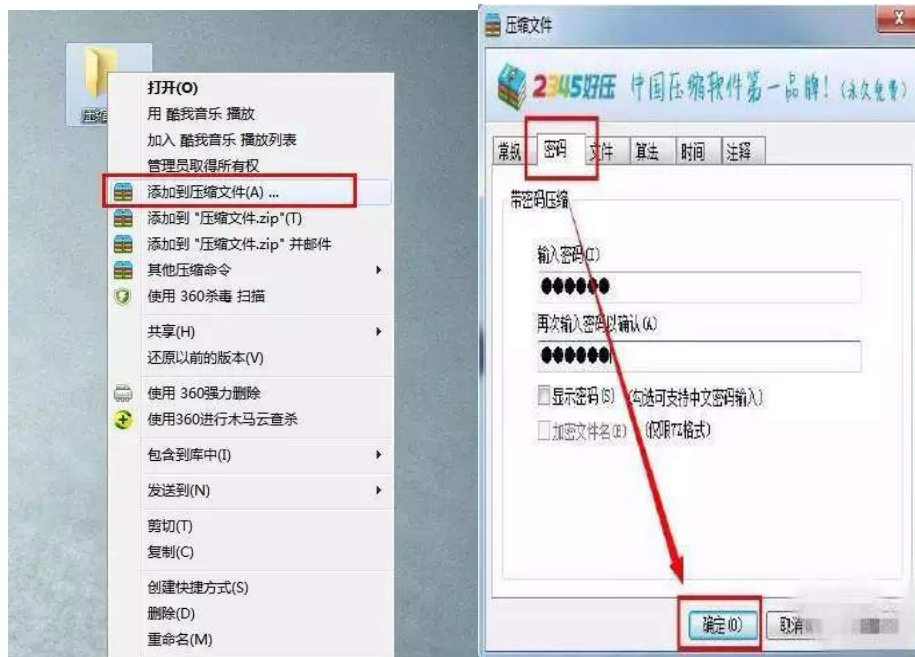 压缩
打开(O)
用 酷我音乐 播放
加入 酷我音乐 播放列表
管理员取得所有权
添加到压缩文件(A) ...
添加到 "压缩文件.zip"(T)
添加到 "压缩文件.zip" 并邮件
其他压缩命令
使用 360杀毒 扫描
共享(H)
还原以前的版本(V)
使用 360强力删除
使用360进行木马云查杀
包含到库中(I)
发送到(N)
剪切(T)
复制(C)
创建快捷方式(S)
删除(D)
重命名(M)
压缩文件
2345好压 中国压缩软件第一品牌! (永久免费)
常规 密码 文件 算法 时间 注释
带密码压缩
输入密码(I)
再次输入密码以确认(A)
显示密码(S) (勾选可支持中文密码输入)
加密文件名(E) (仅限7Z格式)
确定(O) 取消